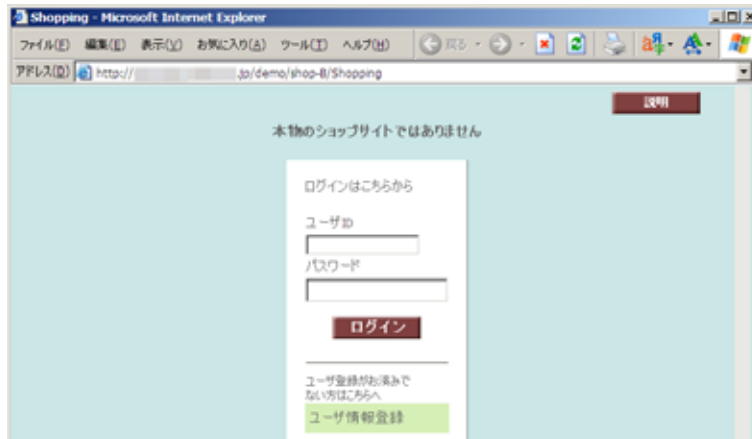 Shopping - Microsoft Internet Explorer
ファイル(F) 編集(E) 表示(V) お気に入り(A) ツール(T) ヘルプ(H) 戻る
アドレス(D) http:// .jp/demo/shop-B/Shopping
説明
本物のショップサイトではありません
ログインはこちらから
ユーザID
パスワード
ログイン
ユーザ登録がお済みで
ない方はこちらへ
ユーザ情報登録